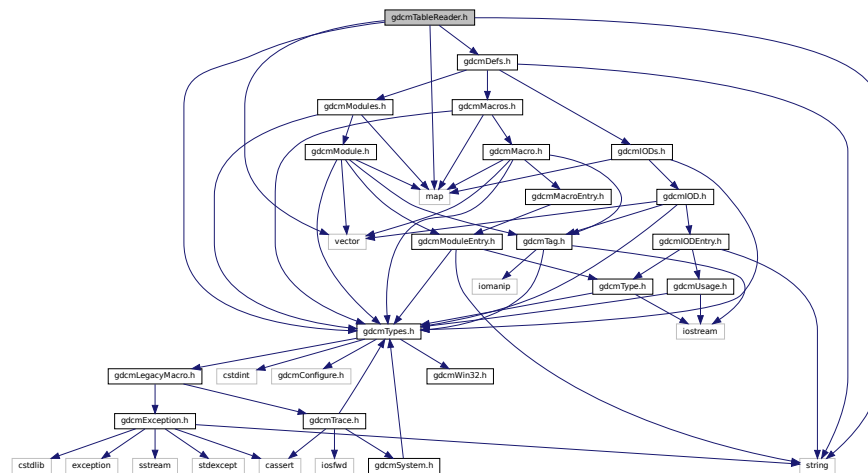 gdcmTableReader.h
gdcmDefs.h
gdcmModules.h
gdcmMacros.h
gdcmModule.h
gdcmMacro.h
gdcmIODs.h
map
gdcmMacroEntry.h
gdcmIOD.h
vector
gdcmModuleEntry.h
gdcmTag.h
gdcmIODEntry.h
iomanip
gdcmType.h
gdcmUsage.h
gdcmTypes.h
iostream
gdcmLegacyMacro.h
cstdint
gdcmConfigure.h
gdcmWin32.h
gdcmException.h
gdcmTrace.h
cstdlib
exception
sstream
stdexcept
cassert
iosfwd
gdcmSystem.h
string